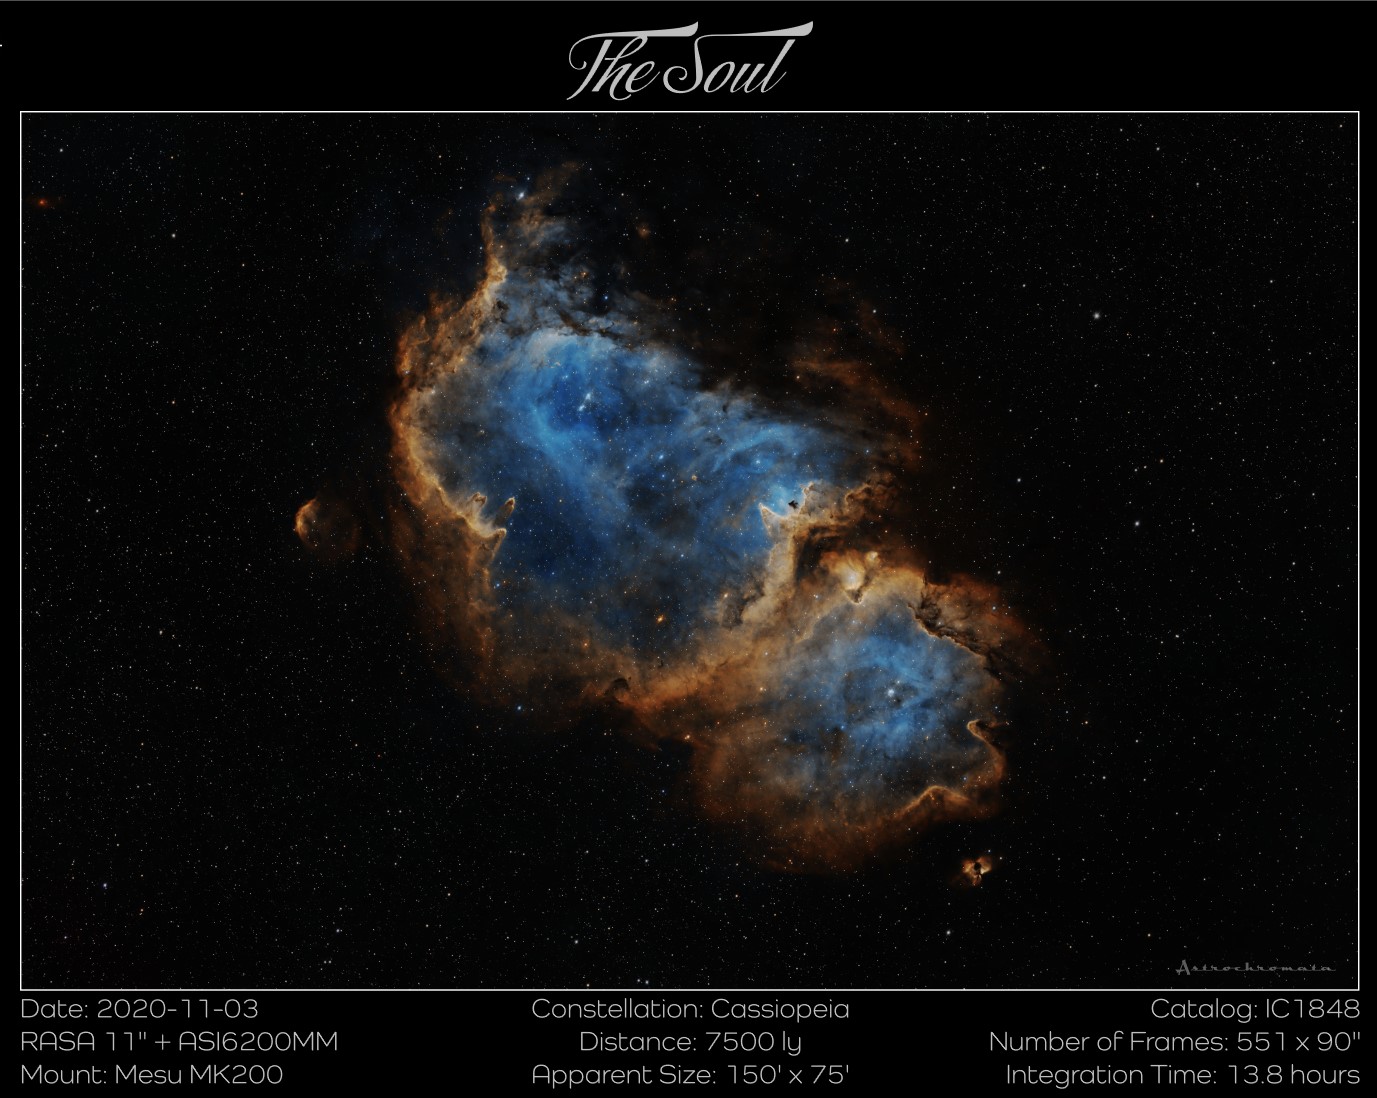 The Soul
Astrochromata
Date: 2020-11-03
RASA 11" + ASI6200MM
Mount: Mesu MK200
Constellation: Cassiopeia
Distance: 7500 ly
Apparent Size: 150' x 75'
Catalog: IC1848
Number of Frames: 551 x 90"
Integration Time: 13.8 hours